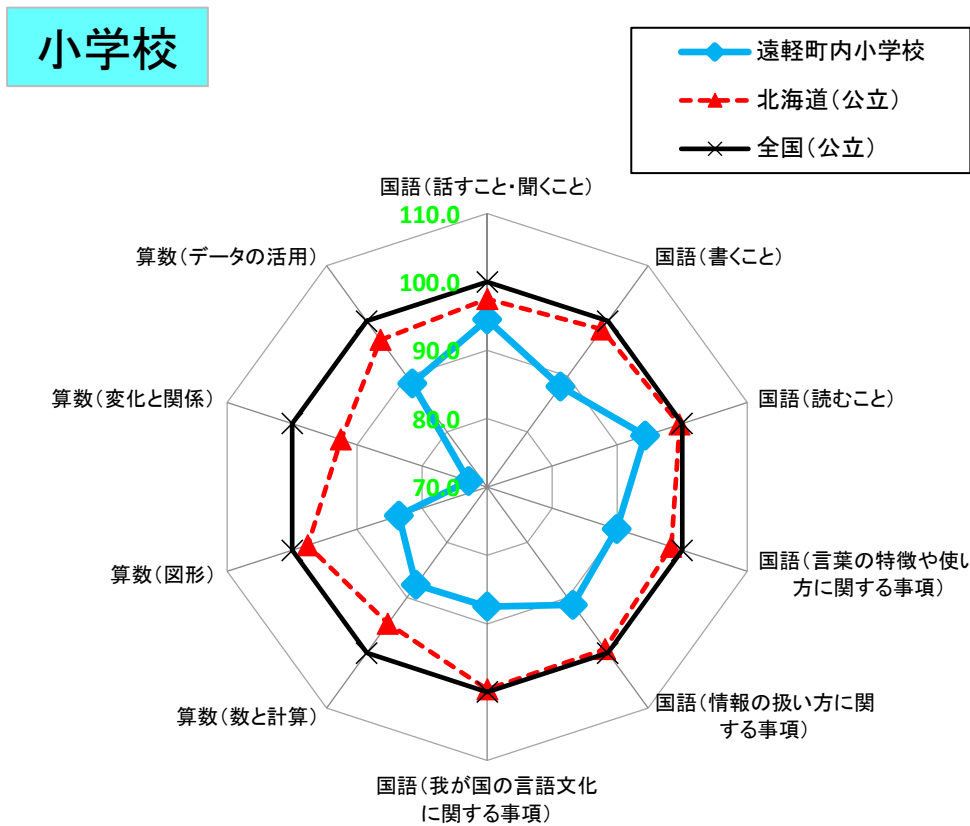 小学校
遠軽町内小学校
北海道（公立）
全国（公立）
国語（話すこと・聞くこと）
110.0
100.0
90.0
80.0
70.0
国語（書くこと）
国語（読むこと）
国語（言葉の特徴や使い
方に関する事項）
国語（情報の扱い方に関
する事項）
国語（我が国の言語文化
に関する事項）
算数（数と計算）
算数（図形）
算数（変化と関係）
算数（データの活用）